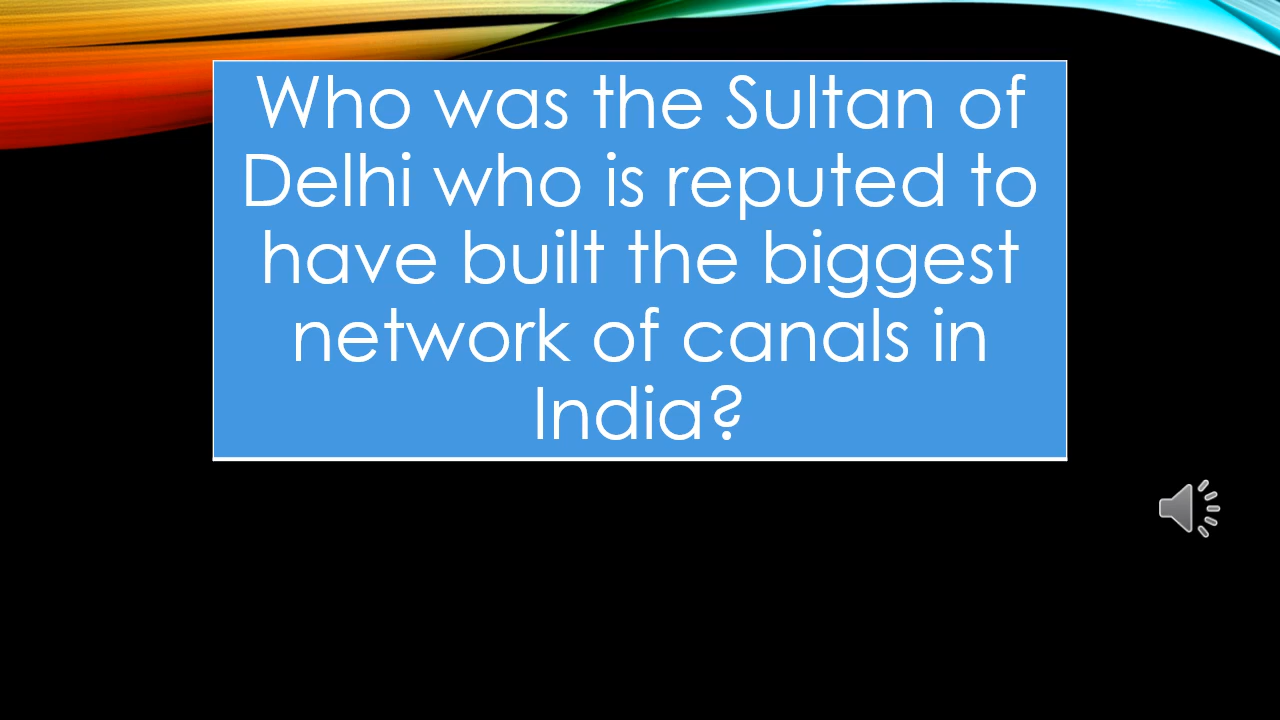 Who was the Sultan of
Delhi who is reputed to
have built the biggest
network of canals in
India?